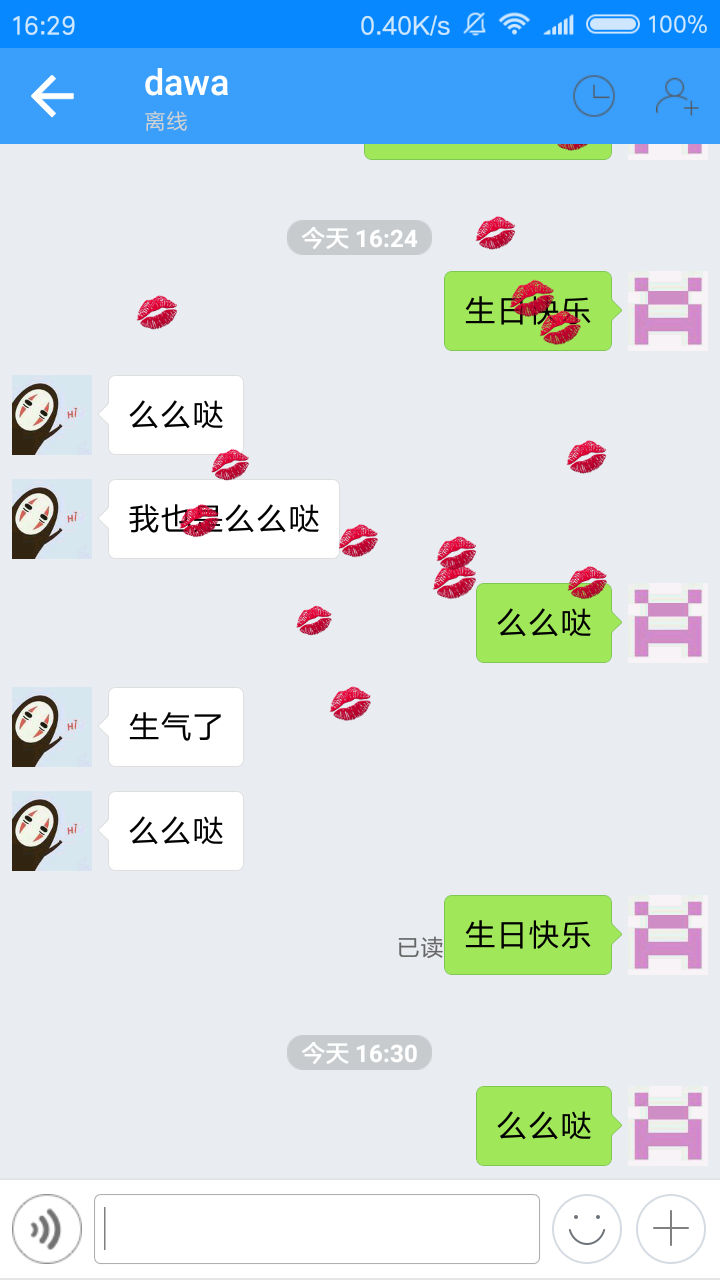 16:29 0.40K/s 100%
dawa
离线
今天 16:24
生日快乐
么么哒
我也是么么哒
么么哒
生气了
么么哒
已读 生日快乐
今天 16:30
么么哒